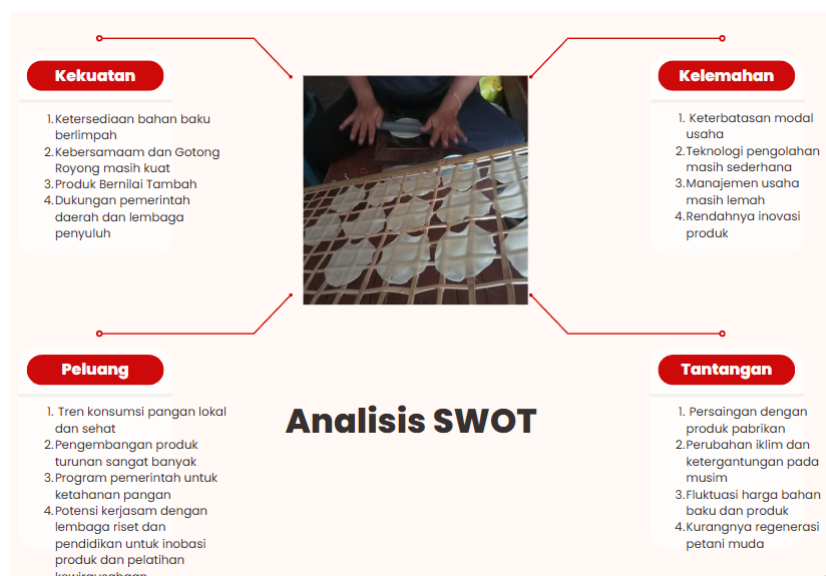 Kekuatan
1.Ketersediaan bahan baku
berlimpah
2.Kebersamaam dan Gotong
Royong masih kuat
3.Produk Bernilai Tambah
4.Dukungan pemerintah
daerah dan lembaga
penyuluh
Kelemahan
1. Keterbatasan modal
usaha
2.Teknologi pengolahan
masih sederhana
3.Manajemen usaha
masih lemah
4.Rendahnya inovasi
produk
Analisis SWOT
Peluang
1. Tren konsumsi pangan lokal
dan sehat
2.Pengembangan produk
turunan sangat banyak
3.Program pemerintah untuk
ketahanan pangan
4.Potensi kerjasam dengan
lembaga riset dan
pendidikan untuk inobasi
produk dan pelatihan
Tantangan
1. Persaingan dengan
produk pabrikan
2.Perubahan iklim dan
ketergantungan pada
musim
3.Fluktuasi harga bahan
baku dan produk
4.Kurangnya regenerasi
petani muda